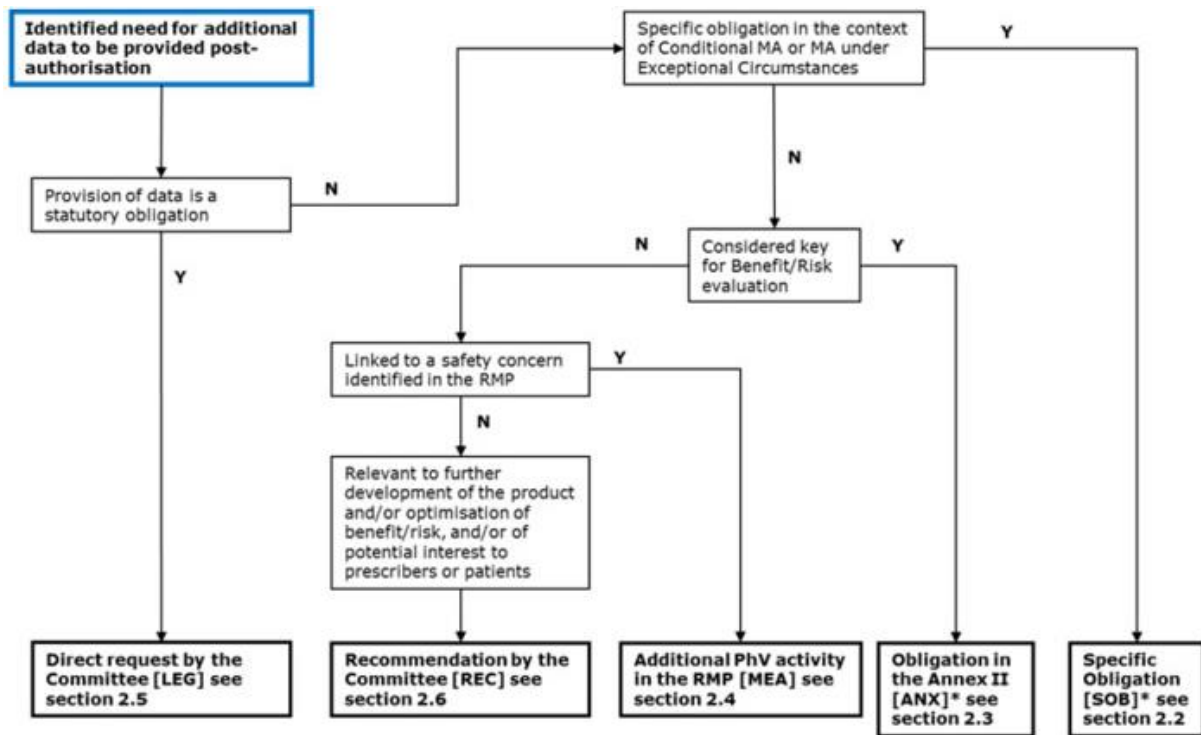 Identified need for additional
data to be provided post-
authorisation
Specific obligation in the context
of Conditional MA or MA under
Exceptional Circumstances
Y
N
Provision of data is a
statutory obligation
N
Y
N
Considered key
for Benefit/Risk
evaluation
Y
Linked to a safety concern
identified in the RMP
Y
N
Relevant to further
development of the product
and/or optimisation of
benefit/risk, and/or of
potential interest to
prescribers or patients
Direct request by the
Committee [LEG] see
section 2.5
Recommendation by the
Committee [REC] see
section 2.6
Additional PhV activity
in the RMP [MEA] see
section 2.4
Obligation in
the Annex II
[ANX]* see
section 2.3
Specific
Obligation
[SOB]* see
section 2.2